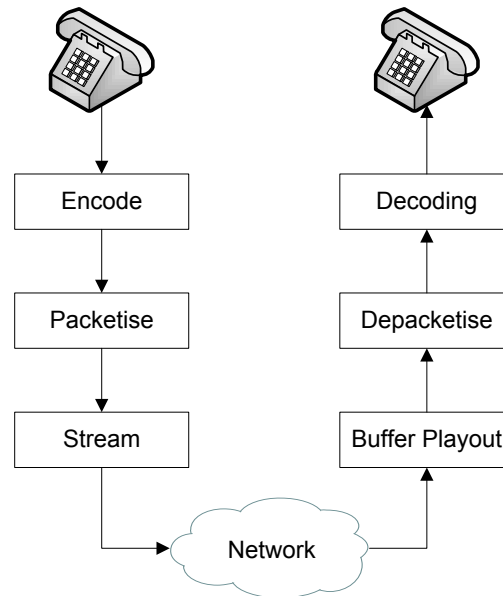 Encode
Decoding
Packetise
Depacketise
Stream
Buffer Playout
Network